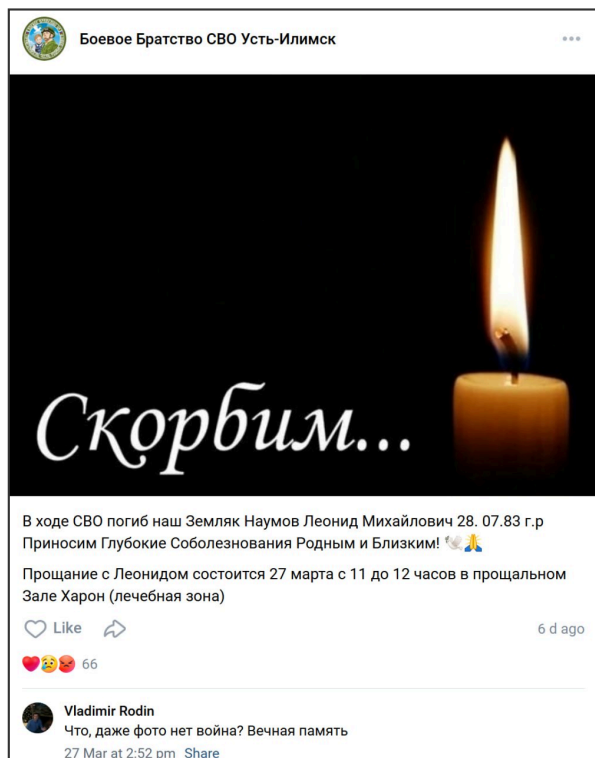 Боевое Братство СВО Усть-Илимск
Скорбим...
В ходе СВО погиб наш Земляк Наумов Леонид Михайлович 28. 07.83 г.р
Приносим Глубокие Соболезнования Родным и Близким! 🕊🙏
Прощание с Леонидом состоится 27 марта с 11 до 12 часов в прощальном
Зале Харон (лечебная зона)
Like
6 d ago
66
Vladimir Rodin
Что, даже фото нет война? Вечная память
27 Mar at 2:52 pm Share